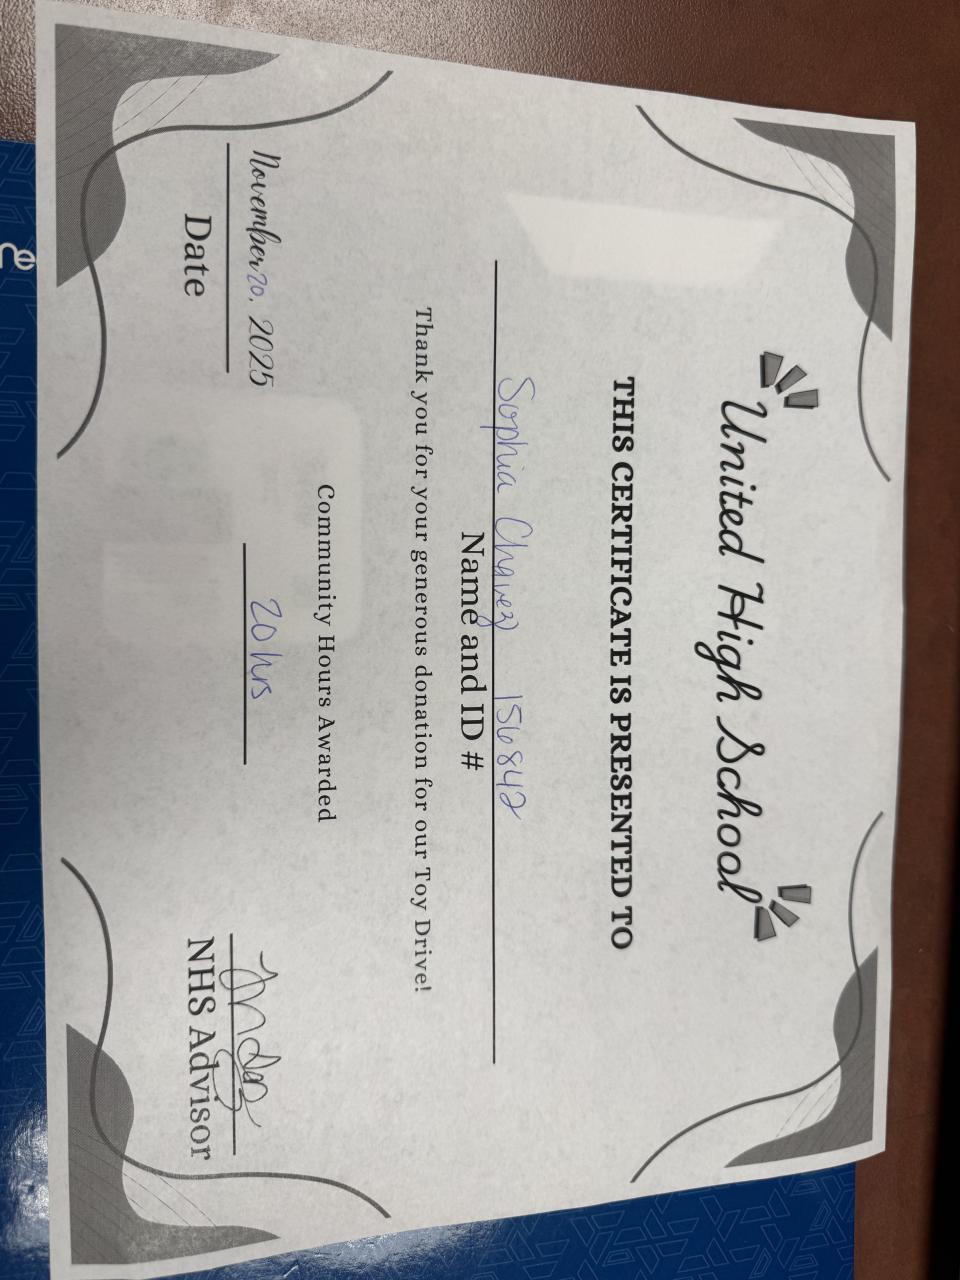 United High School
THIS CERTIFICATE IS PRESENTED TO
Sophia Chavez 156842
Name and ID #
Thank you for your generous donation for our Toy Drive!
Community Hours Awarded
November 20, 2025
20 hrs
Date
NHS Advisor